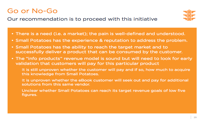 Go or No-Go
Our recommendation is to proceed with this initiative
• There is a need (i.e. a market); the pain is well-defined and understood.
• Small Potatoes has the experience & reputation to address the problem
• Small Potatoes has the ability to reach the target market and to
successfully deliver a product that can be consumed by the customer.
• The "info products" revenue model is sound but will need to look for early
validation that customers will pay for this particular product
• It is still unproven whether the customer will pay and if so, how much to acquire
this knowledge from Small Potatoes.
• It is unproven whether the eBook customer will seek out and pay for additional
solutions from this same vendor
• Unclear whether Small Potatoes can reach its target revenue goals of low five
figures